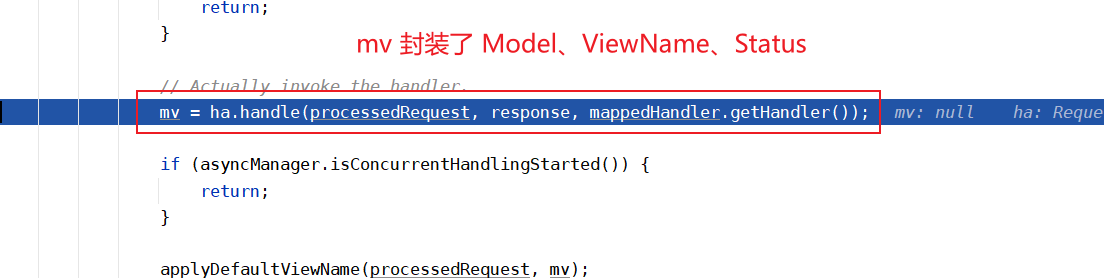 return;
}
mv 封装了 Model、ViewName、Status
// Actually invoke the handler.
mv = ha.handle(processedRequest, response, mappedHandler.getHandler()); mv: null ha: Reque
if (asyncManager.isConcurrentHandlingStarted()) {
return;
}
applyDefaultViewName(processedRequest, mv);